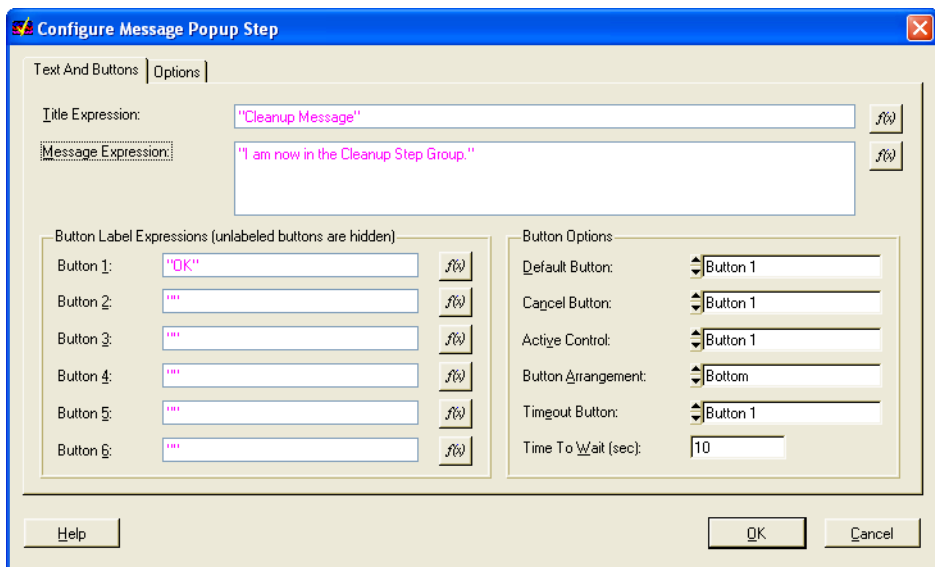 Configure Message Popup Step
Text And Buttons Options
Title Expression: "Cleanup Message" f(x)
Message Expression: "I am now in the Cleanup Step Group." f(x)
Button Label Expressions (unlabeled buttons are hidden)
Button 1: "OK" f(x)
Button 2: "" f(x)
Button 3: "" f(x)
Button 4: "" f(x)
Button 5: "" f(x)
Button 6: "" f(x)
Button Options
Default Button: Button 1
Cancel Button: Button 1
Active Control: Button 1
Button Arrangement: Bottom
Timeout Button: Button 1
Time To Wait (sec): 10
Help OK Cancel